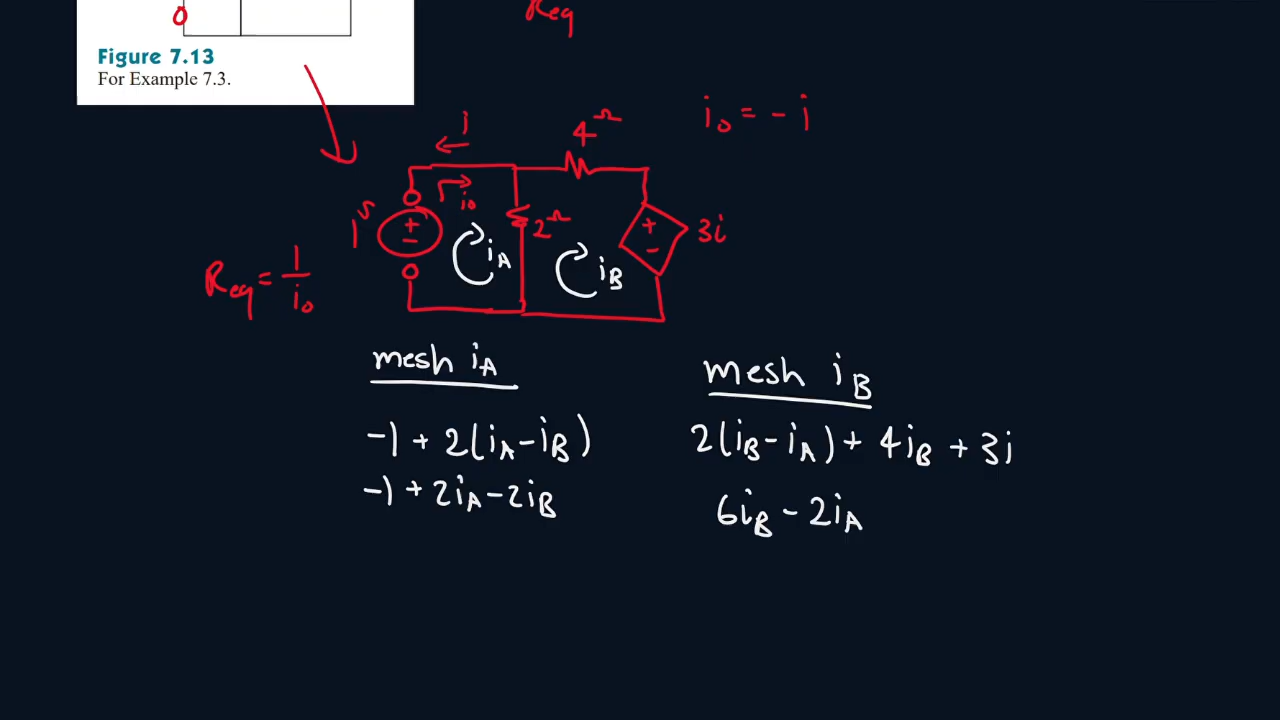 0
Req
Figure 7.13
For Example 7.3.
i
4Ω
i₀ = - i
1v
+
-
i₀
2Ω
iA
iB
+
-
3i
Req = 1/i₀
mesh iA
-1 + 2(iA - iB)
-1 + 2iA - 2iB
mesh iB
2(iB - iA) + 4iB + 3i
6iB - 2iA